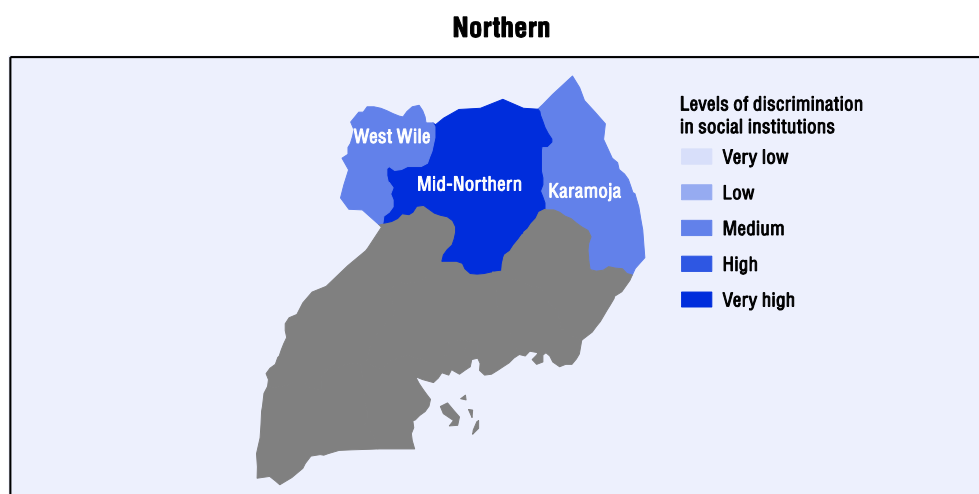 Northern
West Wile
Mid-Northern
Karamoja
Levels of discrimination
in social institutions
Very low
Low
Medium
High
Very high